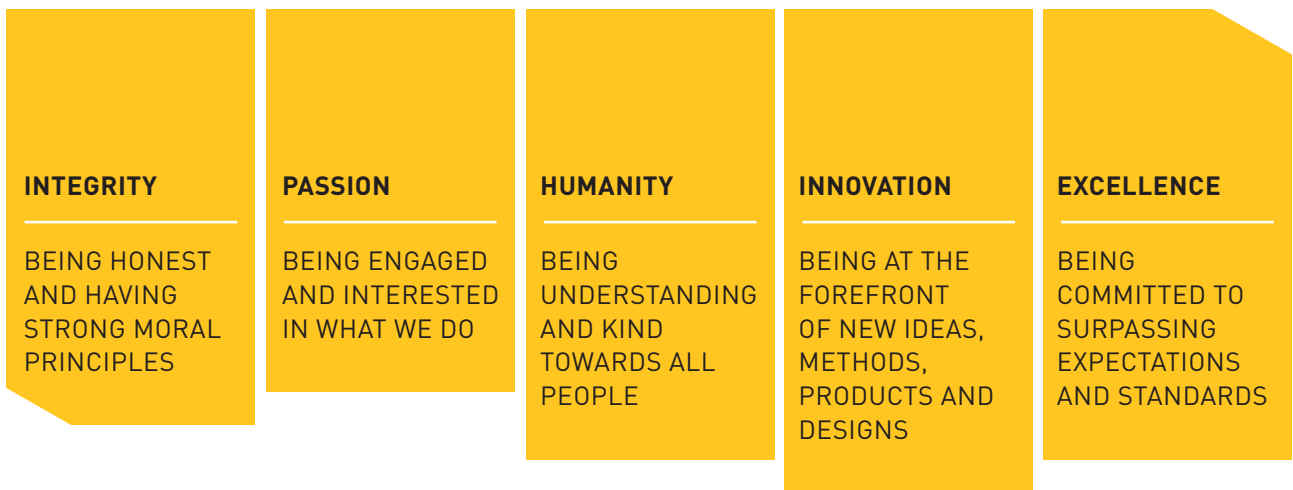 INTEGRITY
BEING HONEST
AND HAVING
STRONG MORAL
PRINCIPLES
PASSION
BEING ENGAGED
AND INTERESTED
IN WHAT WE DO
HUMANITY
BEING
UNDERSTANDING
AND KIND
TOWARDS ALL
PEOPLE
INNOVATION
BEING AT THE
FOREFRONT
OF NEW IDEAS,
METHODS,
PRODUCTS AND
DESIGNS
EXCELLENCE
BEING
COMMITTED TO
SURPASSING
EXPECTATIONS
AND STANDARDS